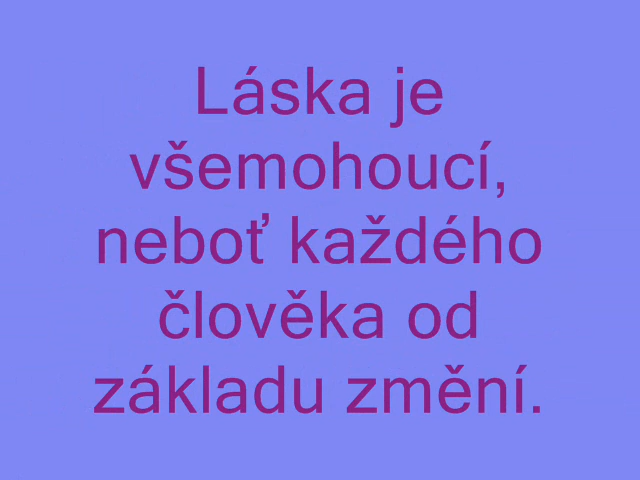 Láska je
všemohoucí,
neboť každého
člověka od
základu změní.